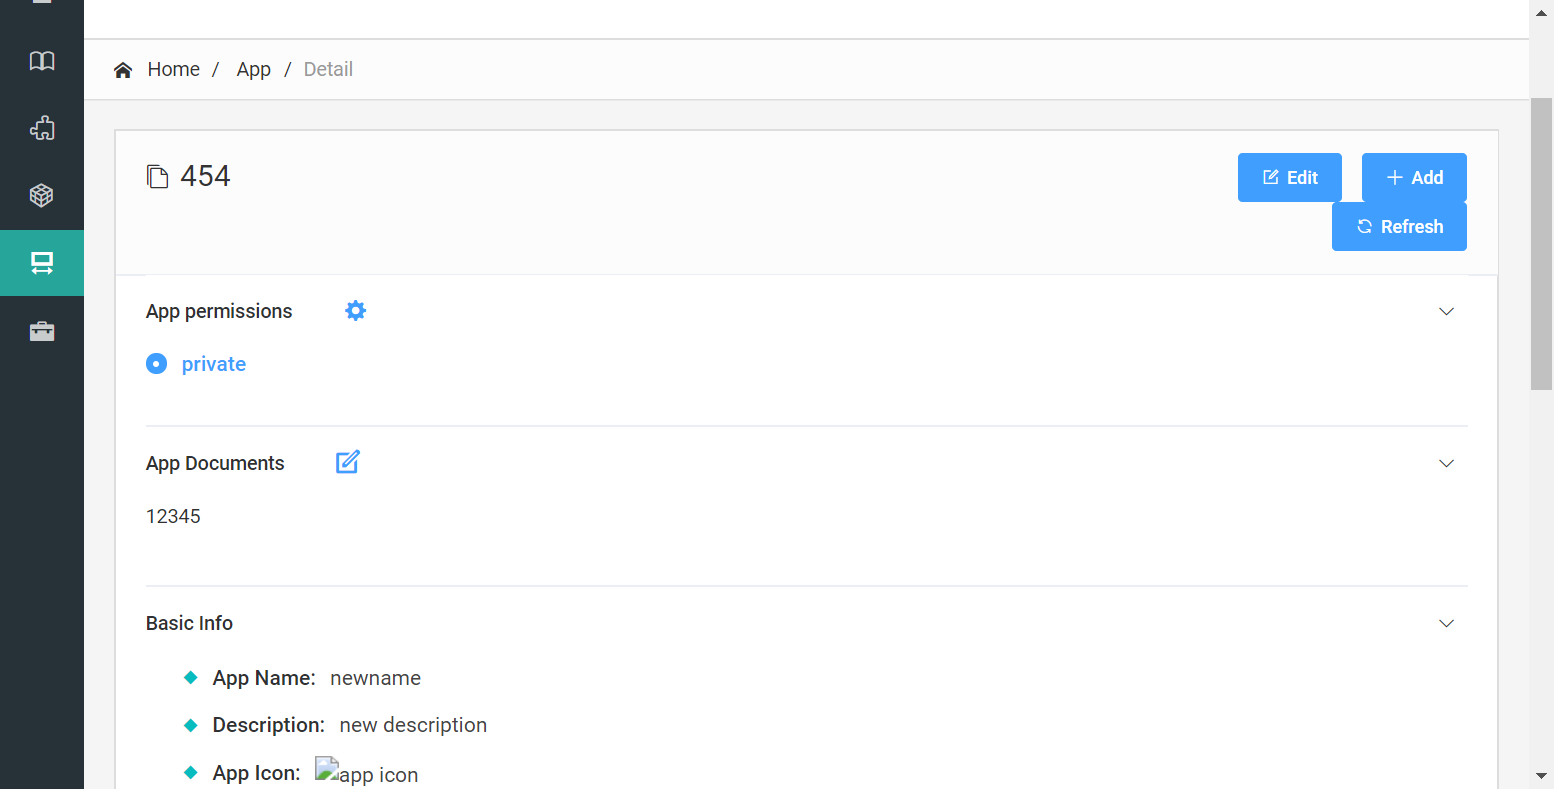 Home / App / Detail
454
Edit
Add
Refresh
App permissions
private
App Documents
12345
Basic Info
App Name: newname
Description: new description
App Icon: app icon